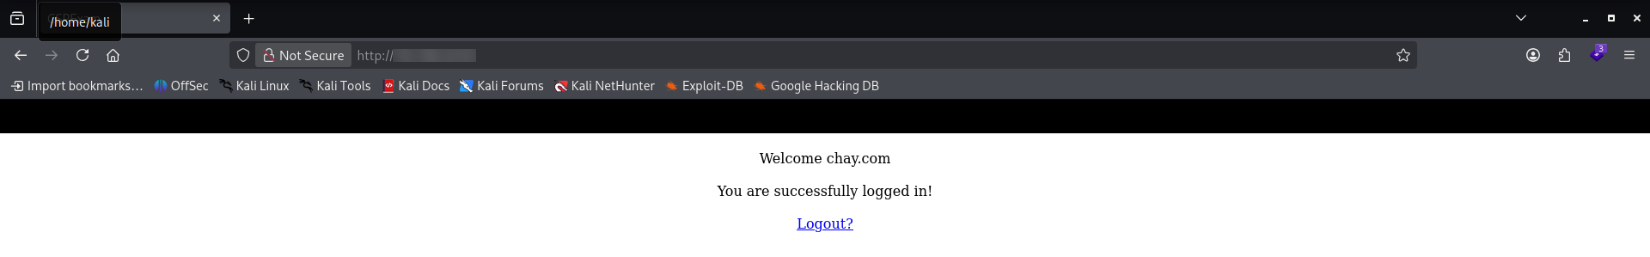 /home/kali
Not Secure http://
Import bookmarks… OffSec Kali Linux Kali Tools Kali Docs Kali Forums Kali NetHunter Exploit-DB Google Hacking DB
3
Welcome chay.com
You are successfully logged in!
Logout?